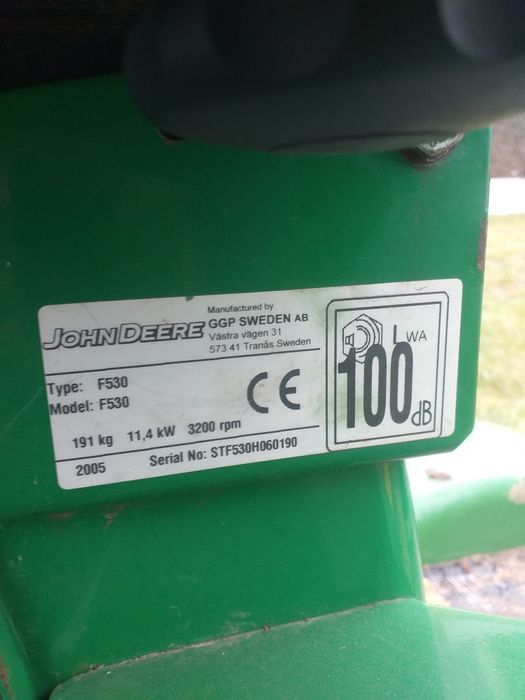 JOHN DEERE
Manufactured by
GGP SWEDEN AB
Västra vägen 31
573 41 Tranås Sweden
Type: F530
Model: F530
CE
191 kg 11,4 kW 3200 rpm
2005 Serial No: STF530H060190
LWA
100 dB